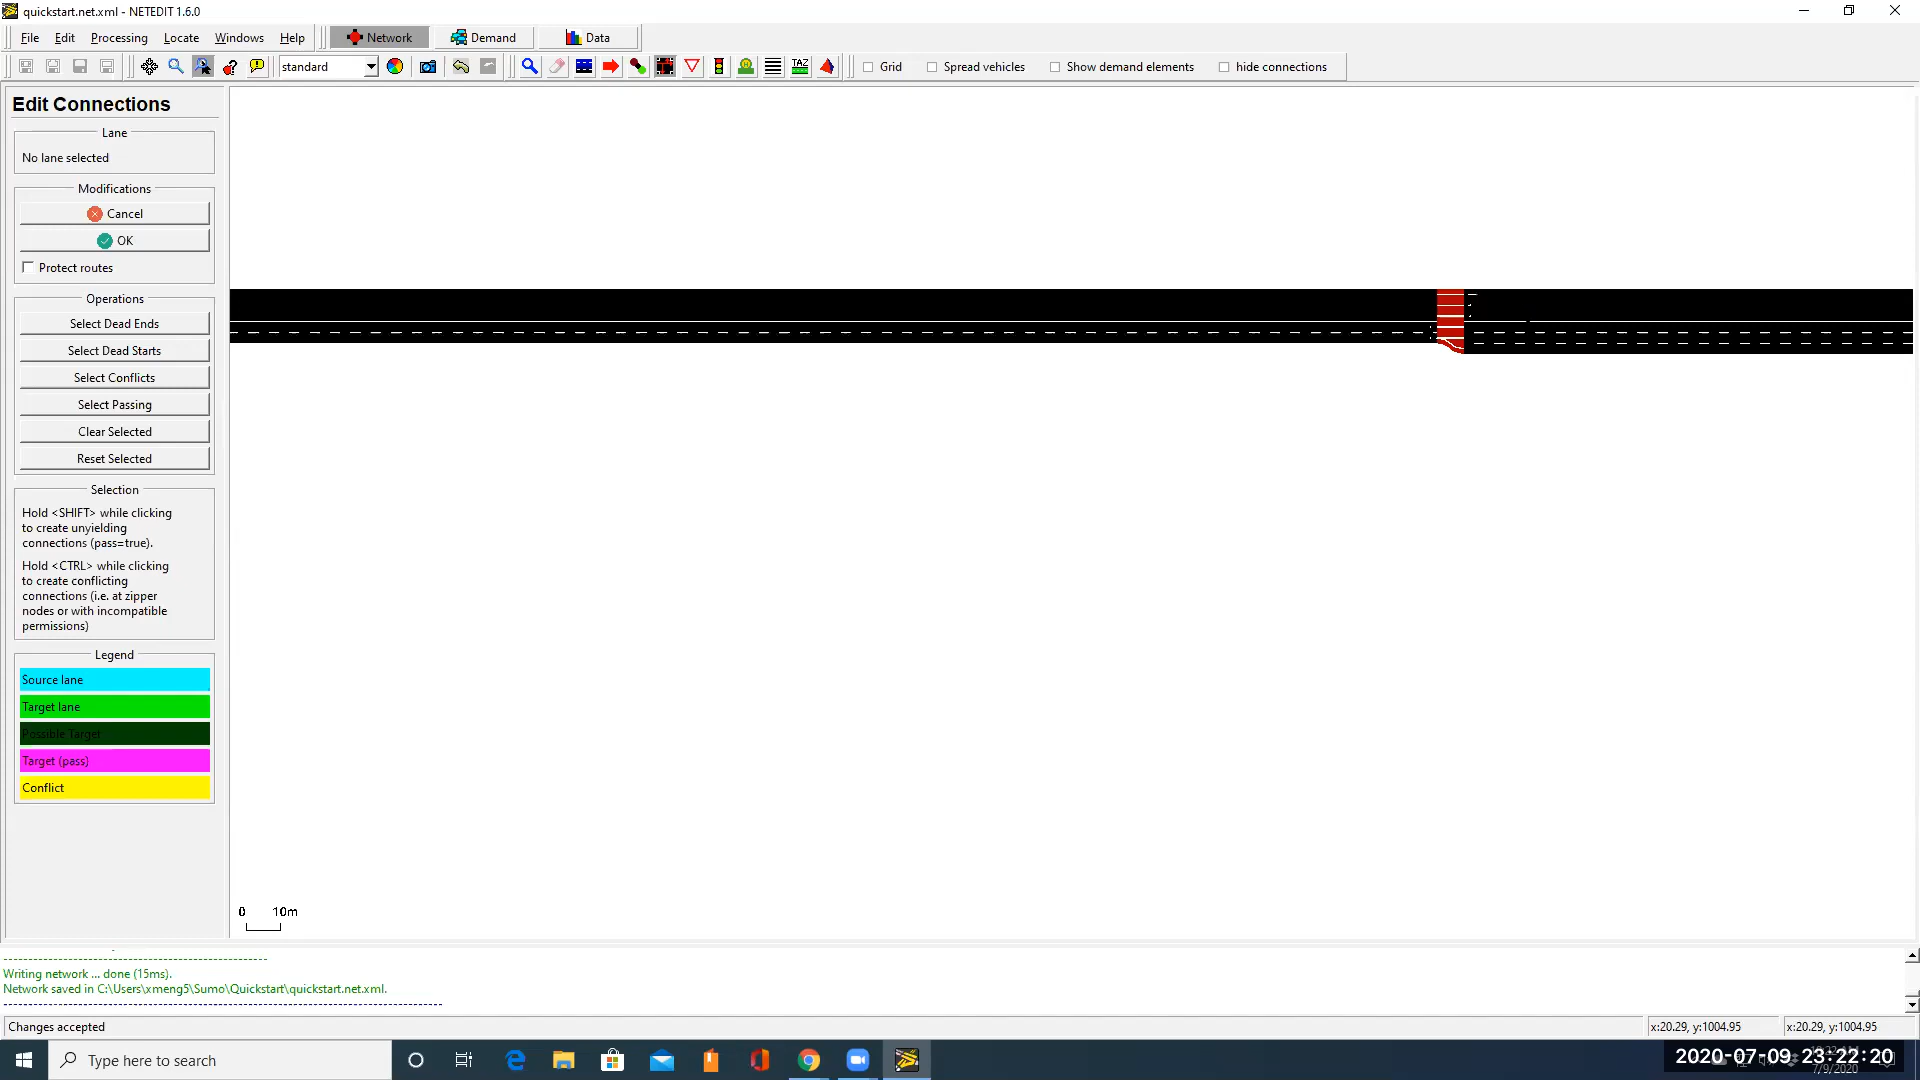 quickstart.net.xml - NETEDIT 1.6.0
File Edit Processing Locate Windows Help Network Demand Data
standard TAZ Grid Spread vehicles Show demand elements hide connections
Edit Connections
Lane
No lane selected
Modifications
Cancel
OK
Protect routes
Operations
Select Dead Ends
Select Dead Starts
Select Conflicts
Select Passing
Clear Selected
Reset Selected
Selection
Hold <SHIFT> while clicking
to create unyielding
connections (pass=true).
Hold <CTRL> while clicking
to create conflicting
connections (i.e. at zipper
nodes or with incompatible
permissions)
Legend
Source lane
Target lane
Possible Target
Target (pass)
Conflict
0 10m
Writing network ... done (15ms).
Network saved in C:\Users\xmeng5\Sumo\Quickstart\quickstart.net.xml.
Changes accepted
x:20.29, y:1004.95 x:20.29, y:1004.95
Type here to search
2020-07-09 23:22:20
7/9/2020